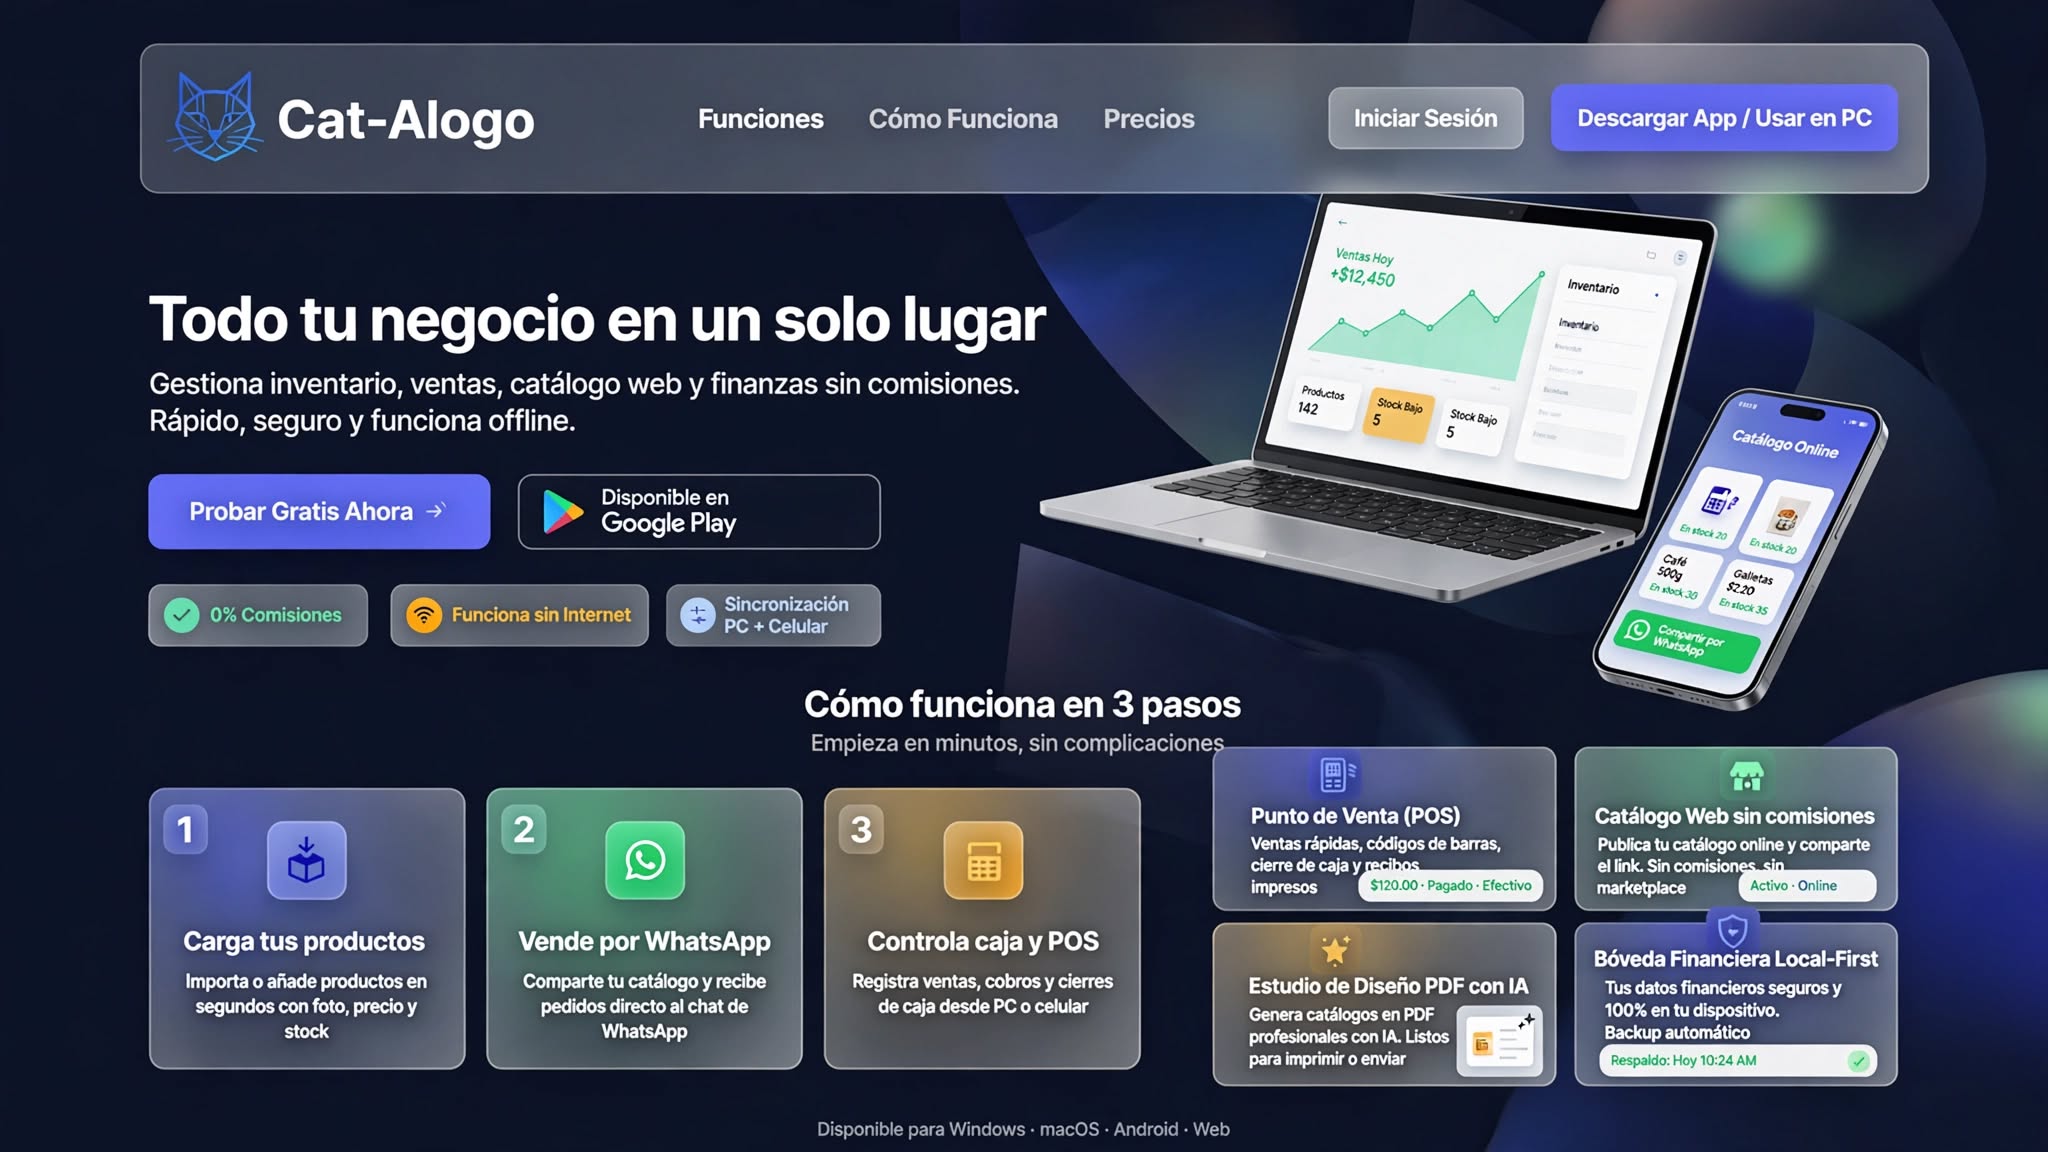 Cat-Alogo
Funciones
Cómo Funciona
Precios
Iniciar Sesión
Descargar App / Usar en PC
Todo tu negocio en un solo lugar
Gestiona inventario, ventas, catálogo web y finanzas sin comisiones.
Rápido, seguro y funciona offline.
Probar Gratis Ahora
Disponible en
Google Play
0% Comisiones
Funciona sin Internet
Sincronización
PC + Celular
Ventas Hoy
+$12,450
Inventario
Inventario
Productos
142
Stock Bajo
5
Stock Bajo
5
Catálogo Online
En stock 20
En stock 20
Café
500g
En stock 30
Galletas
$2.20
En stock 35
Compartir por
WhatsApp
Cómo funciona en 3 pasos
Empieza en minutos, sin complicaciones
1
Carga tus productos
Importa o añade productos en
segundos con foto, precio y
stock
2
Vende por WhatsApp
Comparte tu catálogo y recibe
pedidos directo al chat de
WhatsApp
3
Controla caja y POS
Registra ventas, cobros y cierres
de caja desde PC o celular
Punto de Venta (POS)
Ventas rápidas, códigos de barras,
cierre de caja y recibos
impresos
$120.00 · Pagado · Efectivo
Catálogo Web sin comisiones
Publica tu catálogo online y comparte
el link. Sin comisiones, sin
marketplace
Activo · Online
Estudio de Diseño PDF con IA
Genera catálogos en PDF
profesionales con IA. Listos
para imprimir o enviar
Bóveda Financiera Local-First
Tus datos financieros seguros y
100% en tu dispositivo.
Backup automático
Respaldo: Hoy 10:24 AM
Disponible para Windows · macOS · Android · Web